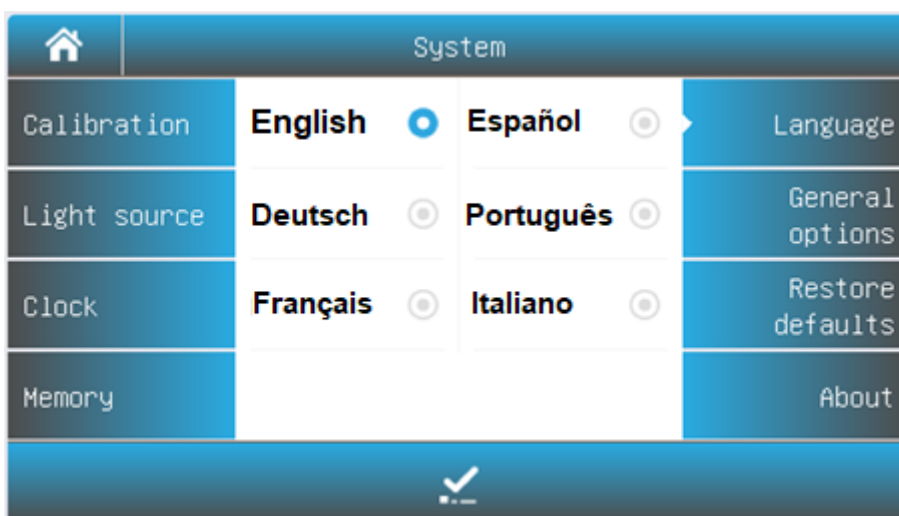 System
Calibration
English
Español
Language
Light source
Deutsch
Português
General
options
Clock
Français
Italiano
Restore
defaults
Memory
About